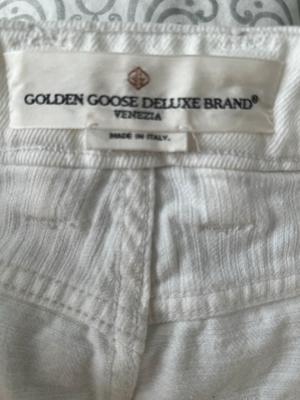 GOLDEN GOOSE DELUXE BRAND®
VENEZIA
MADE IN ITALY.